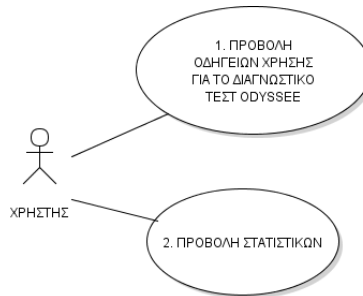 1. ΠΡΟΒΟΛΗ
ΟΔΗΓΕΙΩΝ ΧΡΗΣΗΣ
ΓΙΑ ΤΟ ΔΙΑΓΝΩΣΤΙΚΟ
ΤΕΣΤ ODYSSEE
ΧΡΗΣΤΗΣ
2. ΠΡΟΒΟΛΗ ΣΤΑΤΙΣΤΙΚΩΝ